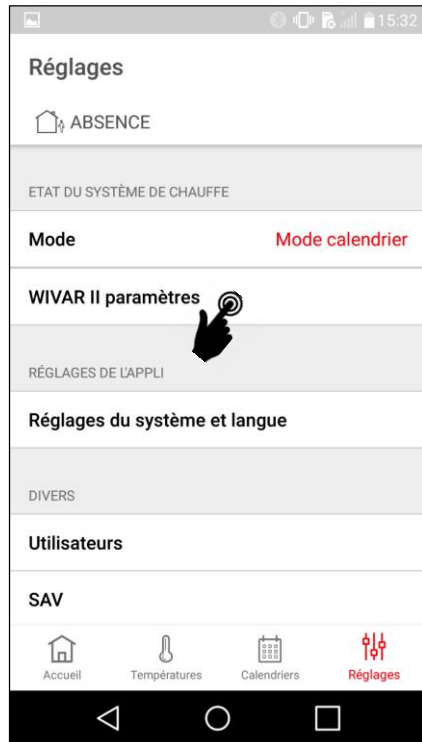 15:32
Réglages
ABSENCE
ETAT DU SYSTÈME DE CHAUFFE
Mode Mode calendrier
WIVAR II paramètres
RÉGLAGES DE L'APPLI
Réglages du système et langue
DIVERS
Utilisateurs
SAV
Accueil Températures Calendriers Réglages